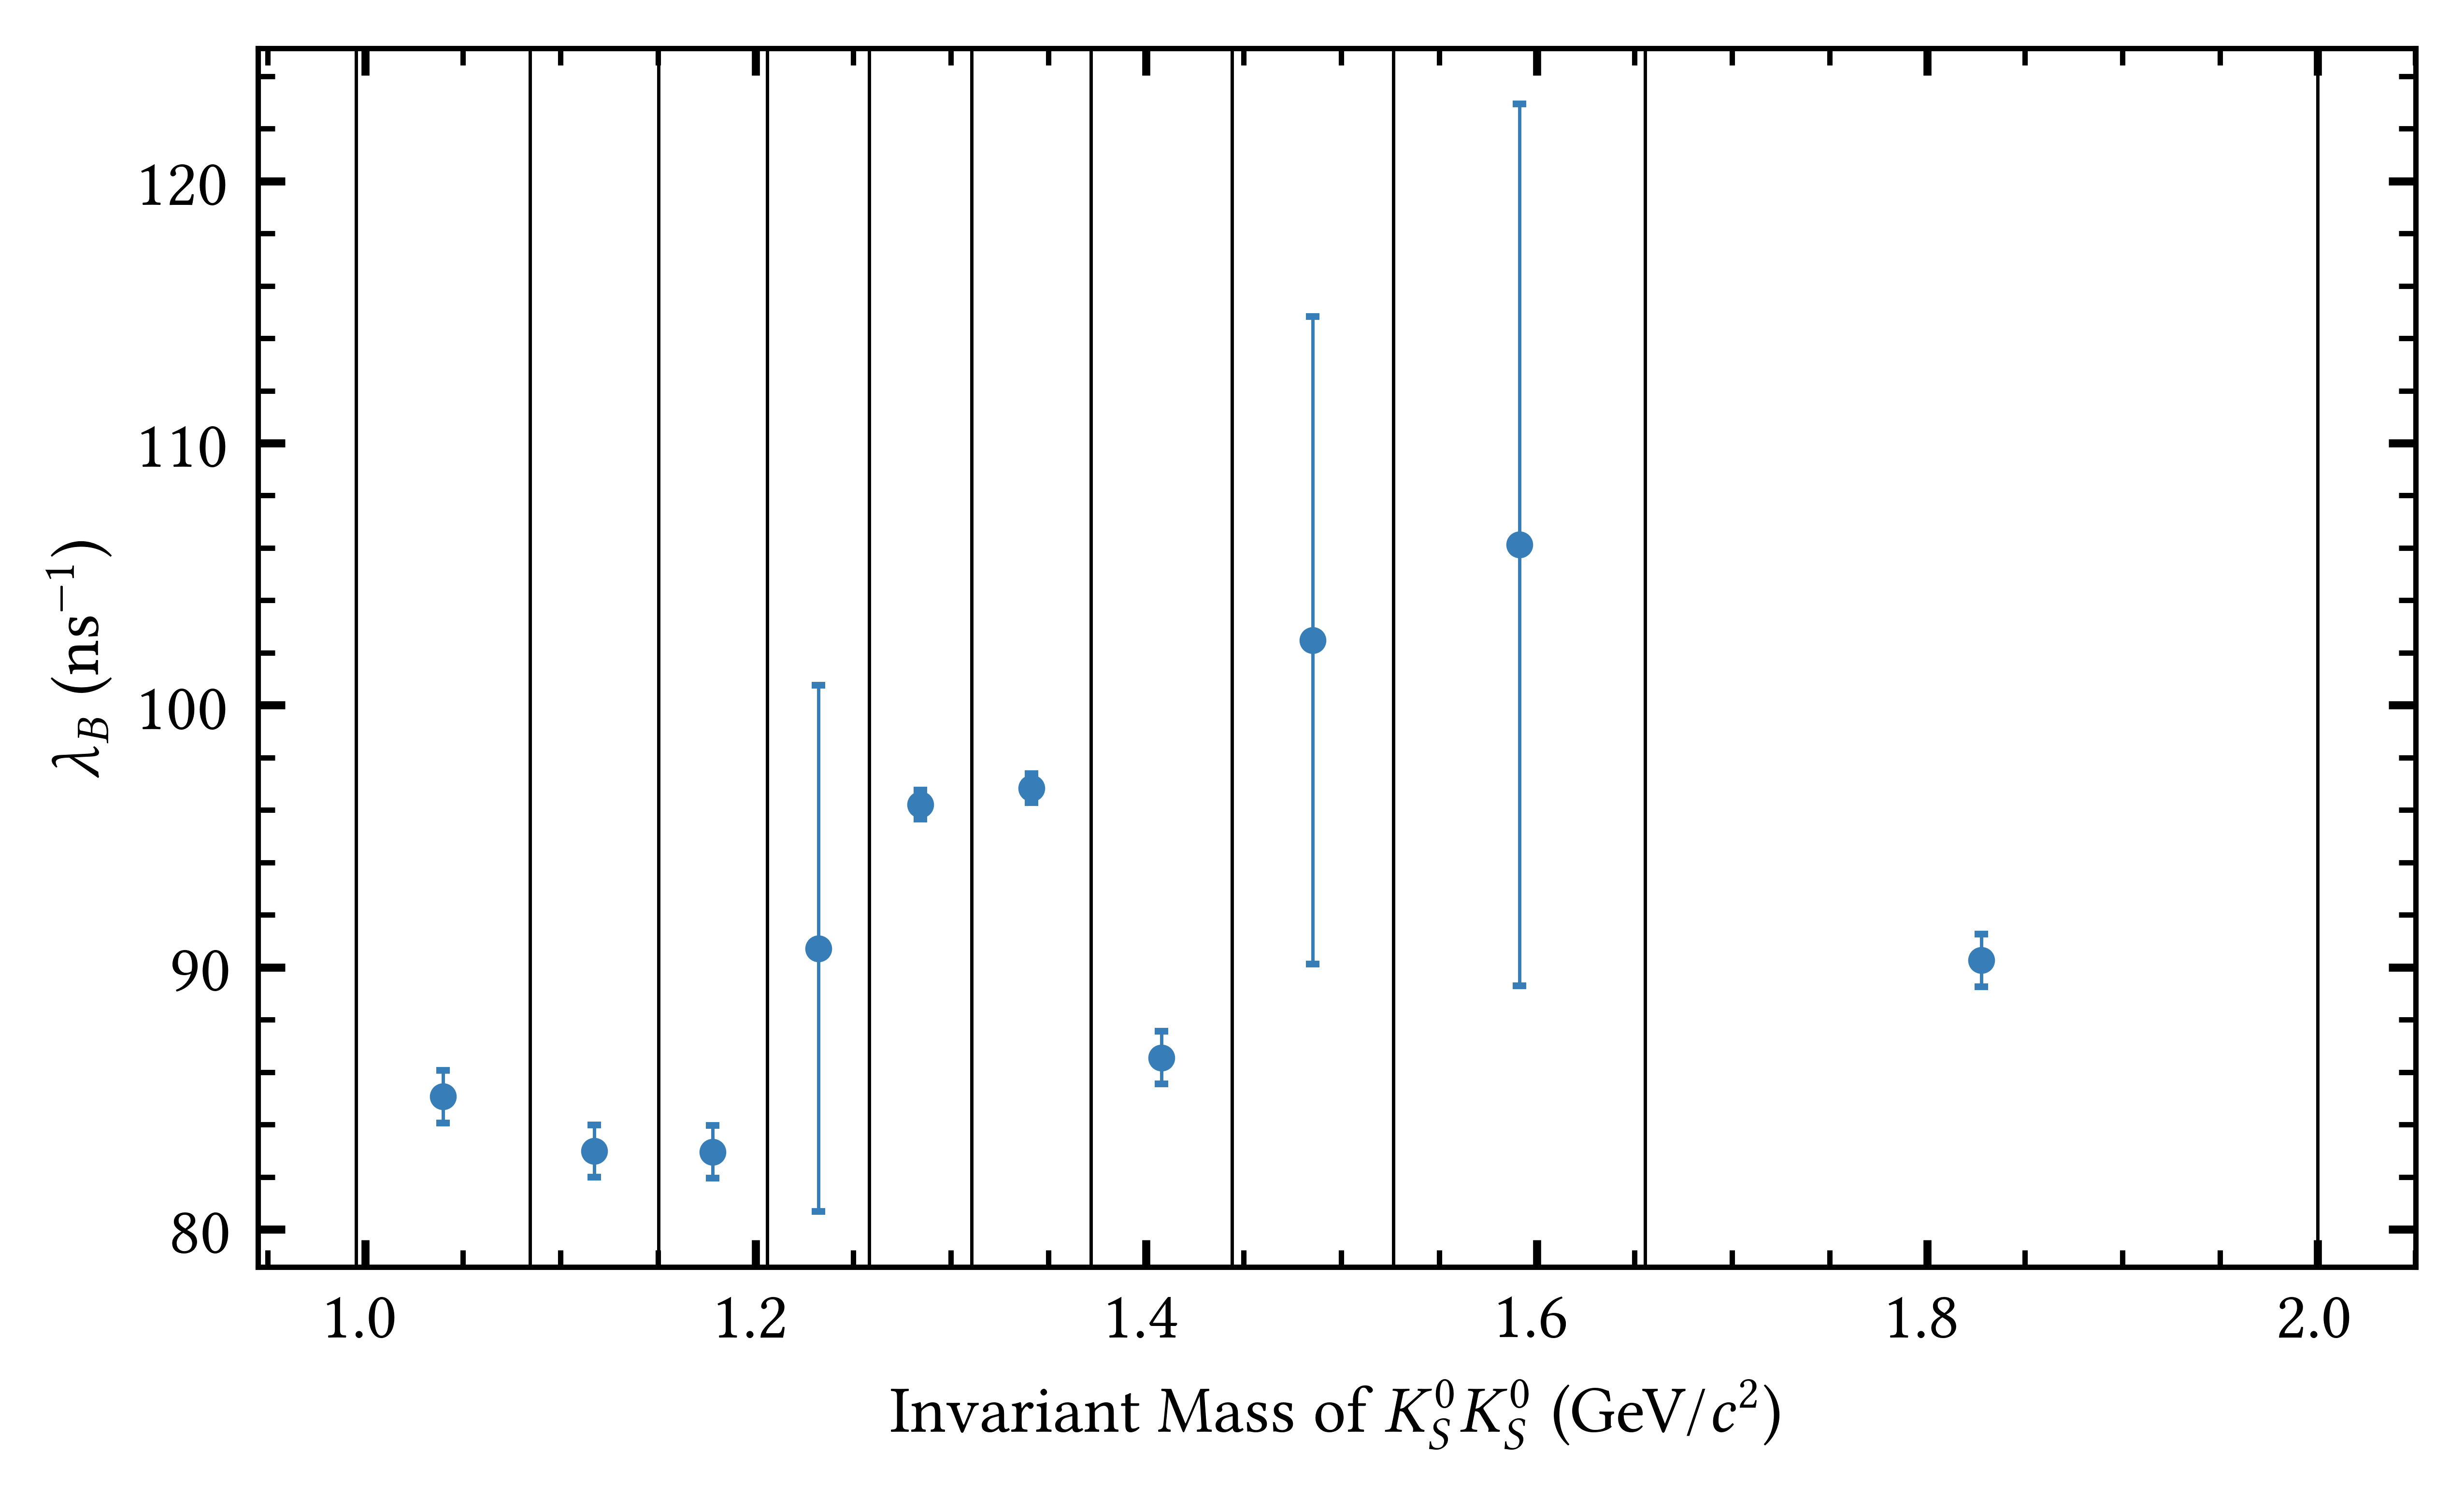 120
110
100
90
80
λ_B (ns⁻¹)
1.0 1.2 1.4 1.6 1.8 2.0
Invariant Mass of K⁰_S K⁰_S (GeV/c²)